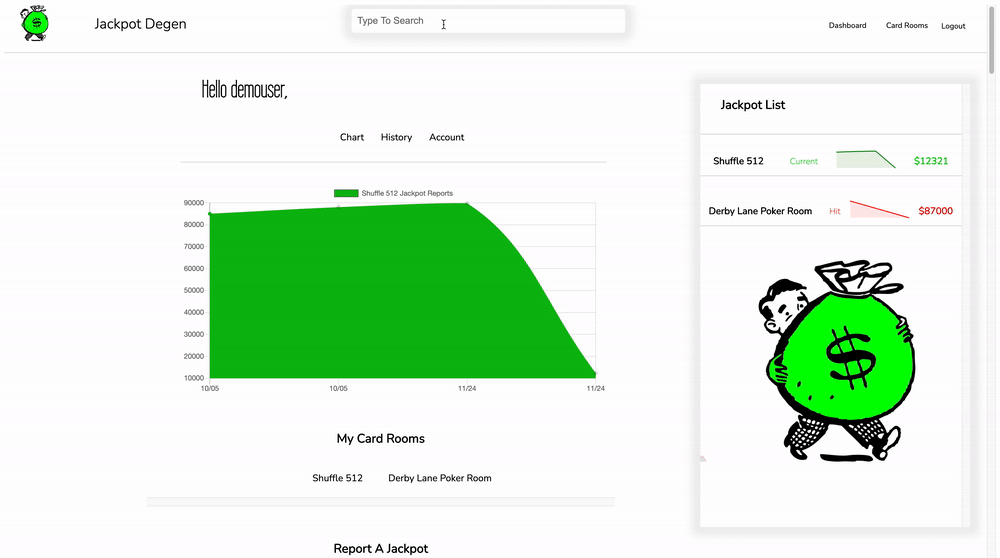 Jackpot Degen
Type To Search
Dashboard Card Rooms Logout
Hello demouser,
Chart History Account
Shuffle 512 Jackpot Reports
90000
80000
70000
60000
50000
40000
30000
20000
10000
10/05 10/05 11/24 11/24
My Card Rooms
Shuffle 512 Derby Lane Poker Room
Report A Jackpot
Jackpot List
Shuffle 512 Current $12321
Derby Lane Poker Room Hit $87000
$